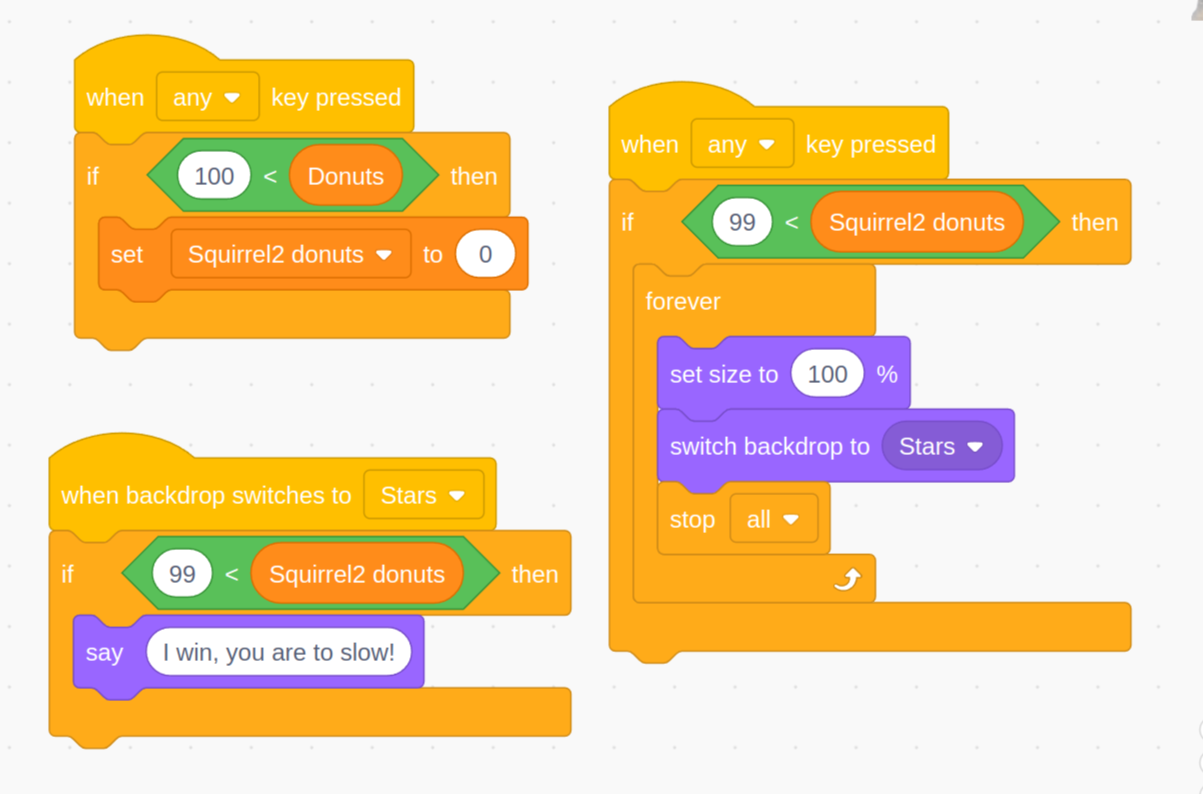 when any key pressed
if 100 < Donuts then
set Squirrel2 donuts to 0
when backdrop switches to Stars
if 99 < Squirrel2 donuts then
say I win, you are to slow!
when any key pressed
if 99 < Squirrel2 donuts then
forever
set size to 100 %
switch backdrop to Stars
stop all